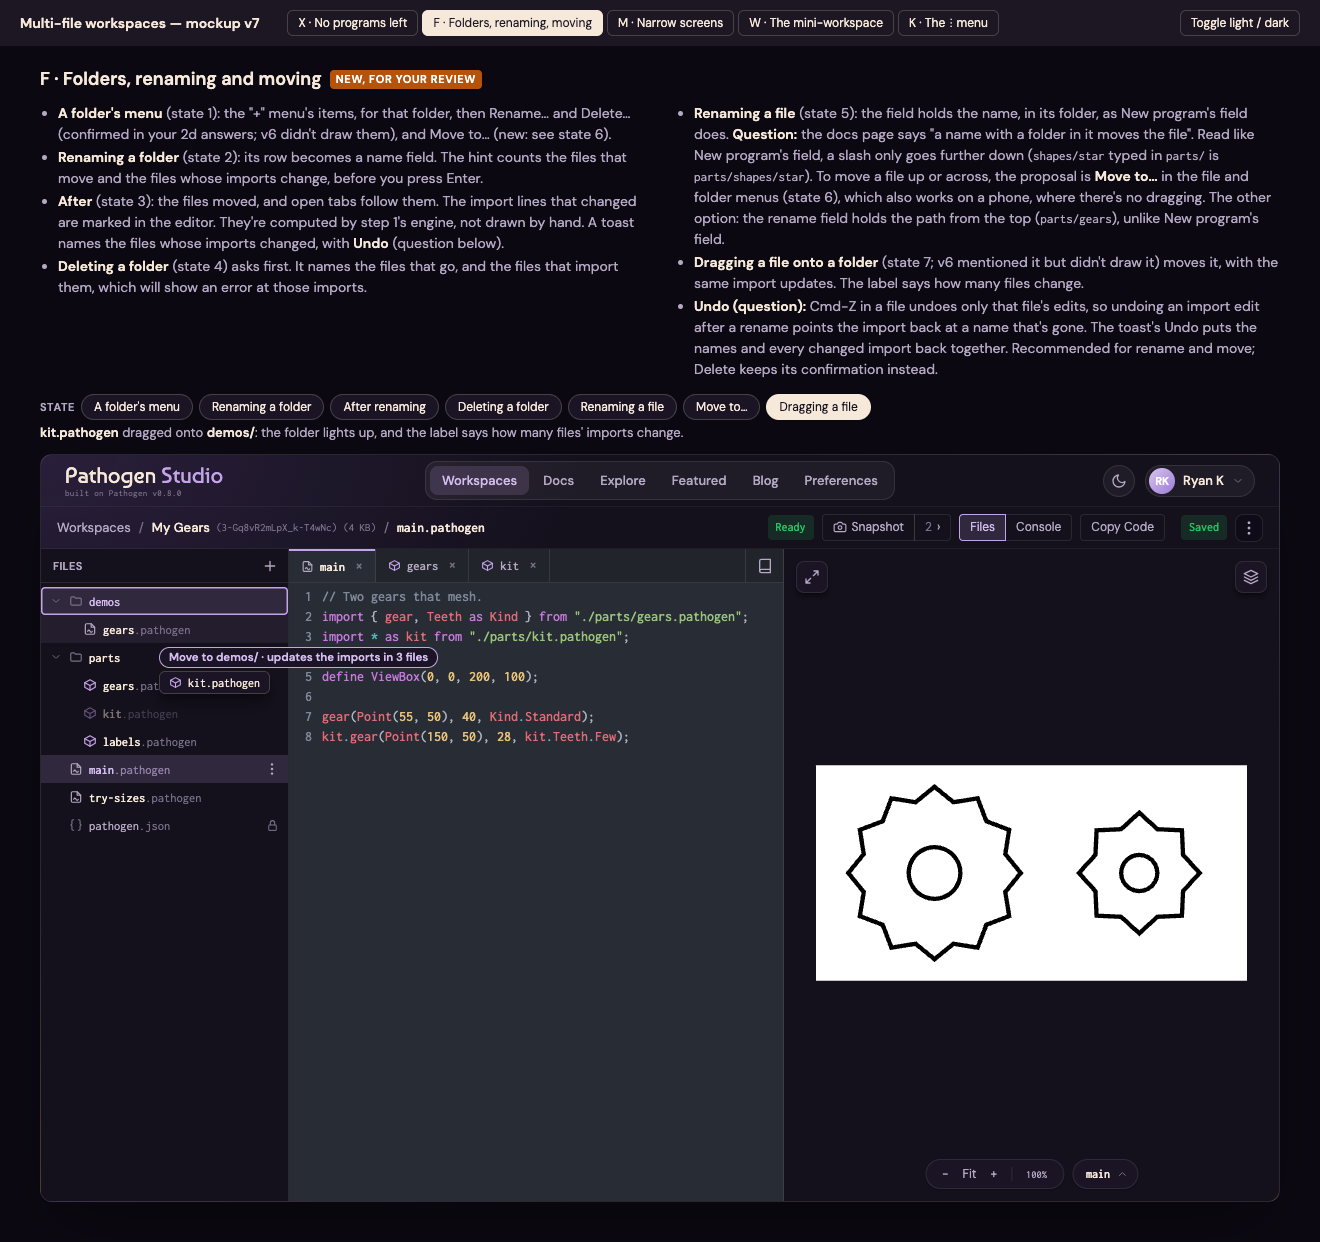 Multi-file workspaces — mockup v7
X · No programs left
F · Folders, renaming, moving
M · Narrow screens
W · The mini-workspace
K · The ⋮ menu
Toggle light / dark
F · Folders, renaming and moving
NEW, FOR YOUR REVIEW
A folder's menu (state 1): the "+" menu's items, for that folder, then Rename… and Delete…
(confirmed in your 2d answers; v6 didn't draw them), and Move to… (new: see state 6).
Renaming a folder (state 2): its row becomes a name field. The hint counts the files that
move and the files whose imports change, before you press Enter.
After (state 3): the files moved, and open tabs follow them. The import lines that changed
are marked in the editor. They're computed by step 1's engine, not drawn by hand. A toast
names the files whose imports changed, with Undo (question below).
Deleting a folder (state 4) asks first. It names the files that go, and the files that import
them, which will show an error at those imports.
Renaming a file (state 5): the field holds the name, in its folder, as New program's field
does. Question: the docs page says "a name with a folder in it moves the file". Read like
New program's field, a slash only goes further down (shapes/star typed in parts/ is
parts/shapes/star). To move a file up or across, the proposal is Move to… in the file and
folder menus (state 6), which also works on a phone, where there's no dragging. The other
option: the rename field holds the path from the top (parts/gears), unlike New program's
field.
Dragging a file onto a folder (state 7; v6 mentioned it but didn't draw it) moves it, with the
same import updates. The label says how many files change.
Undo (question): Cmd-Z in a file undoes only that file's edits, so undoing an import edit
after a rename points the import back at a name that's gone. The toast's Undo puts the
names and every changed import back together. Recommended for rename and move;
Delete keeps its confirmation instead.
STATE
A folder's menu
Renaming a folder
After renaming
Deleting a folder
Renaming a file
Move to…
Dragging a file
kit.pathogen dragged onto demos/: the folder lights up, and the label says how many files' imports change.
Pathogen Studio
built on Pathogen v0.8.0
Workspaces
Docs
Explore
Featured
Blog
Preferences
RK
Ryan K
Workspaces / My Gears (3-Gq8vR2mLpX_k-T4wNc) (4 KB) / main.pathogen
Ready
Snapshot
2 ›
Files
Console
Copy Code
Saved
FILES
main ×
gears ×
kit ×
demos
gears.pathogen
parts
gears.pat
kit.pathogen
labels.pathogen
main.pathogen
try-sizes.pathogen
{} pathogen.json
Move to demos/ · updates the imports in 3 files
kit.pathogen
1 // Two gears that mesh.
2 import { gear, Teeth as Kind } from "./parts/gears.pathogen";
3 import * as kit from "./parts/kit.pathogen";
5 define ViewBox(0, 0, 200, 100);
6
7 gear(Point(55, 50), 40, Kind.Standard);
8 kit.gear(Point(150, 50), 28, kit.Teeth.Few);
− Fit + 100%
main